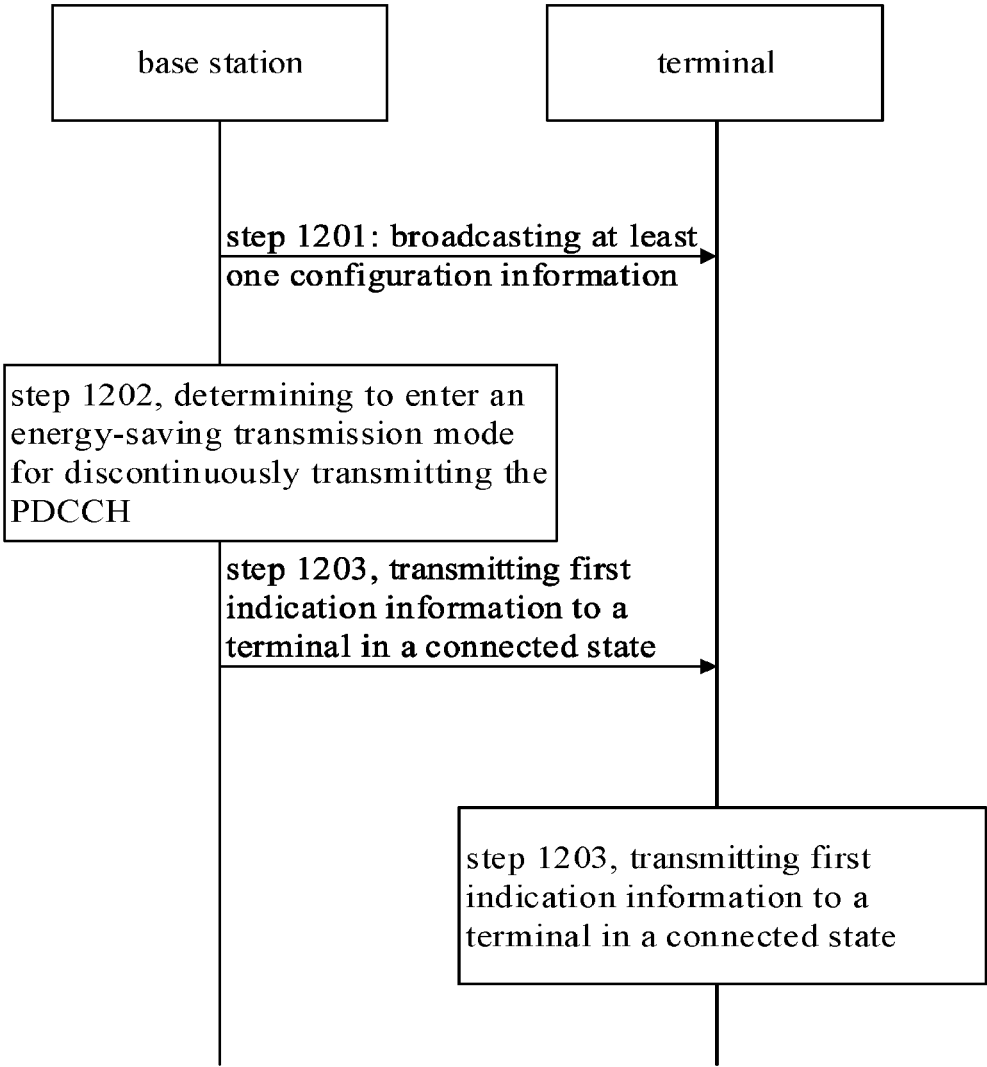 base station
terminal
step 1201: broadcasting at least
one configuration information
step 1202, determining to enter an
energy-saving transmission mode
for discontinuously transmitting the
PDCCH
step 1203, transmitting first
indication information to a
terminal in a connected state
step 1203, transmitting first
indication information to a
terminal in a connected state